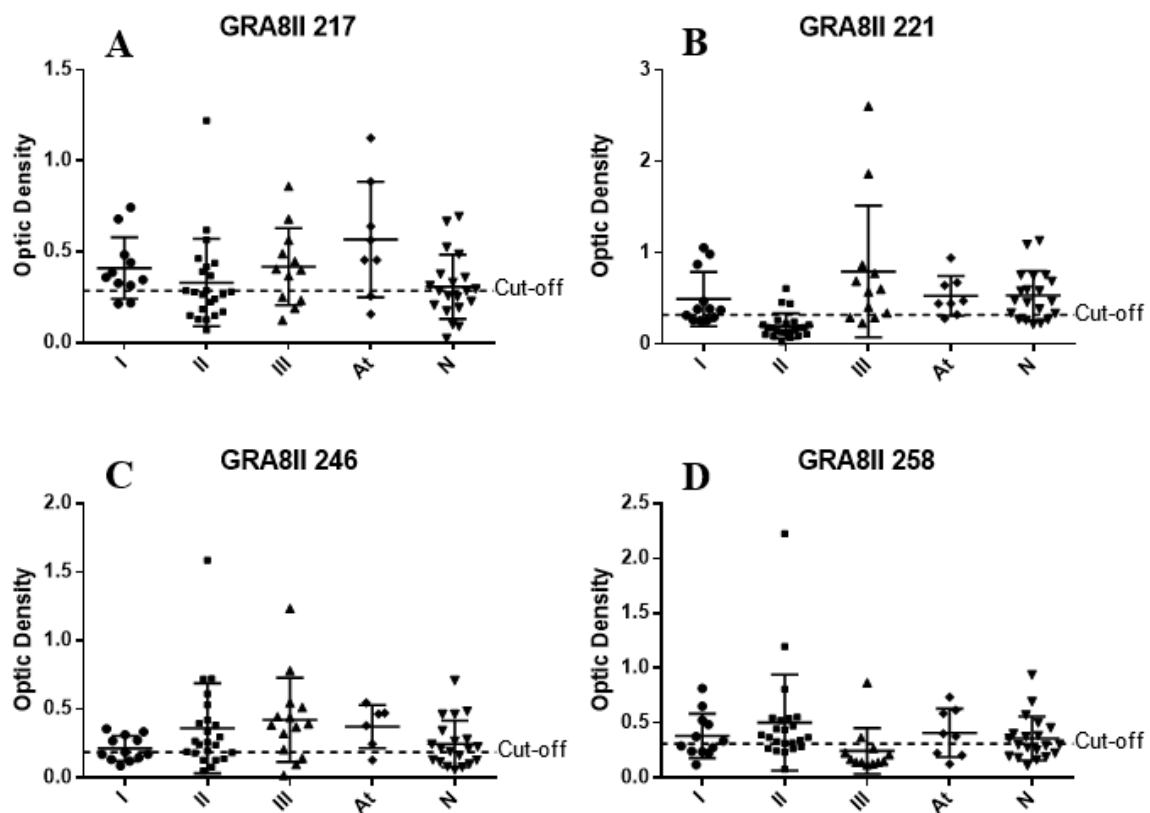 A
GRA8II 217
Optic Density
1.5
1.0
0.5
0.0
Cut-off
I
II
III
At
N
B
GRA8II 221
Optic Density
3
2
1
0
Cut-off
I
II
III
At
N
C
GRA8II 246
Optic Density
2.0
1.5
1.0
0.5
0.0
Cut-off
I
II
III
At
N
D
GRA8II 258
Optic Density
2.5
2.0
1.5
1.0
0.5
0.0
Cut-off
I
II
III
At
N